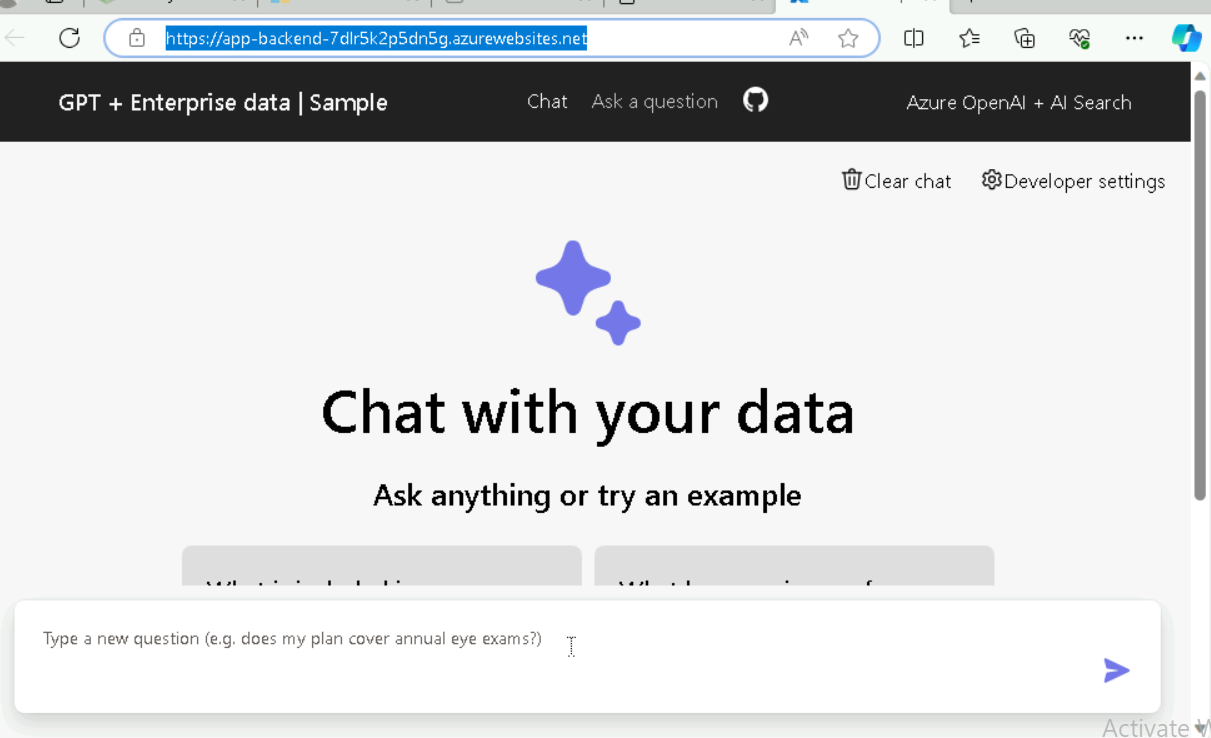 https://app-backend-7dlr5k2p5dn5g.azurewebsites.net
GPT + Enterprise data | Sample
Chat
Ask a question
Azure OpenAI + AI Search
Clear chat
Developer settings
Chat with your data
Ask anything or try an example
Type a new question (e.g. does my plan cover annual eye exams?)
Activate